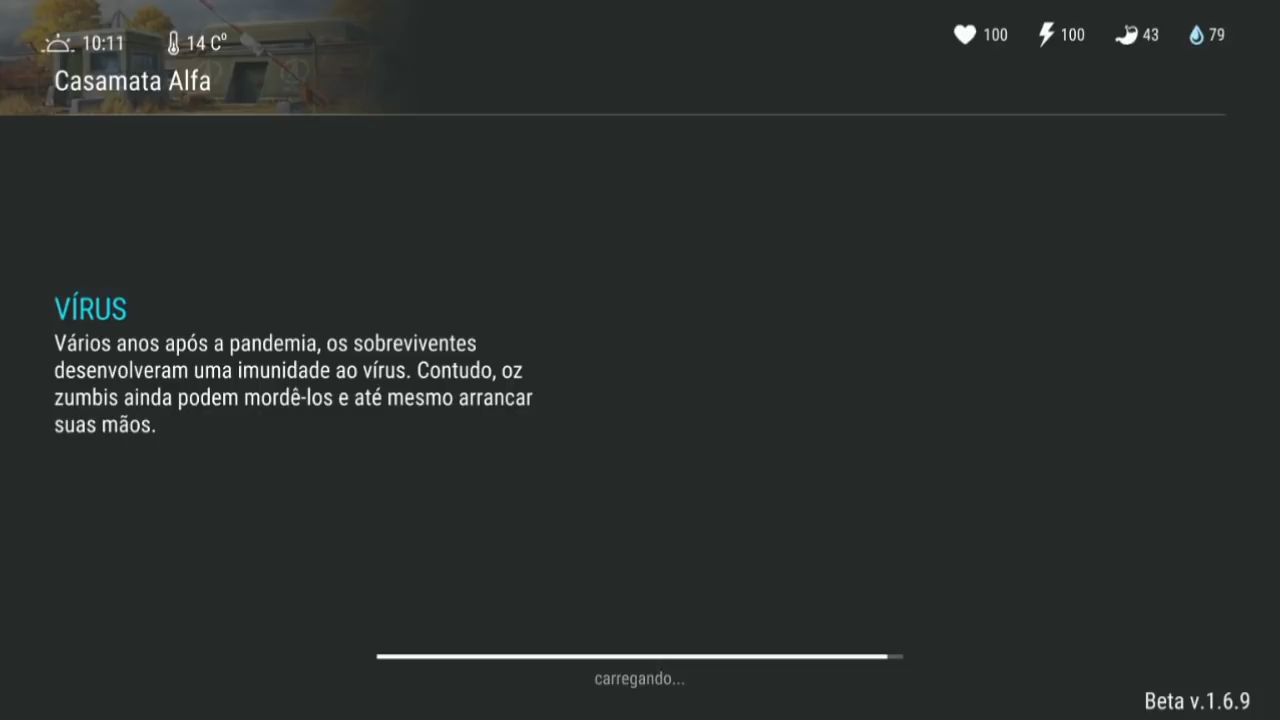 10:11 14 Cº
Casamata Alfa
100 100 43 79
VÍRUS
Vários anos após a pandemia, os sobreviventes
desenvolveram uma imunidade ao vírus. Contudo, oz
zumbis ainda podem mordê-los e até mesmo arrancar
suas mãos.
carregando...
Beta v.1.6.9